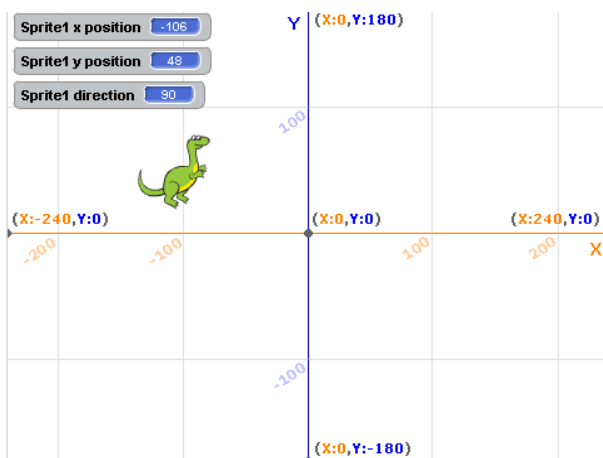 Sprite1 x position -106
Y (X:0,Y:180)
Sprite1 y position 48
Sprite1 direction 90
100
(X:-240,Y:0) (X:0,Y:0) (X:240,Y:0)
-200 -100 100 200 X
-100
(X:0,Y:-180)